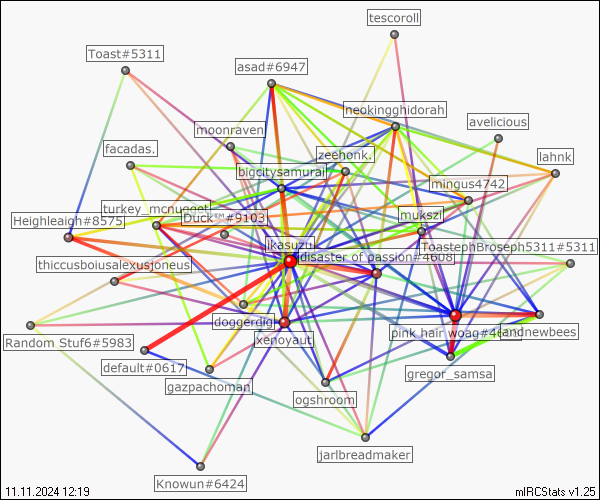 tescoroll
Toast#5311
asad#6947
neokingghidorah
avelicious
moonraven
facadas.
zeehonk.
lahnk
bigcitysamurai
mingus4742
turkey_mcnugget
Duck™#9103
mukszi
Heighleaigh#8575
ikasuzu
ToastephBroseph5311#5311
disaster of passion#4608
thiccusboiusalexusjoneus
doggerdig
pink hair woag#46
andnewbees
Random Stuf6#5983
xenoyaut
default#0617
gregor_samsa
gazpachoman
ogshroom
jarlbreadmaker
Knowun#6424
11.11.2024 12:19
mIRCStats v1.25